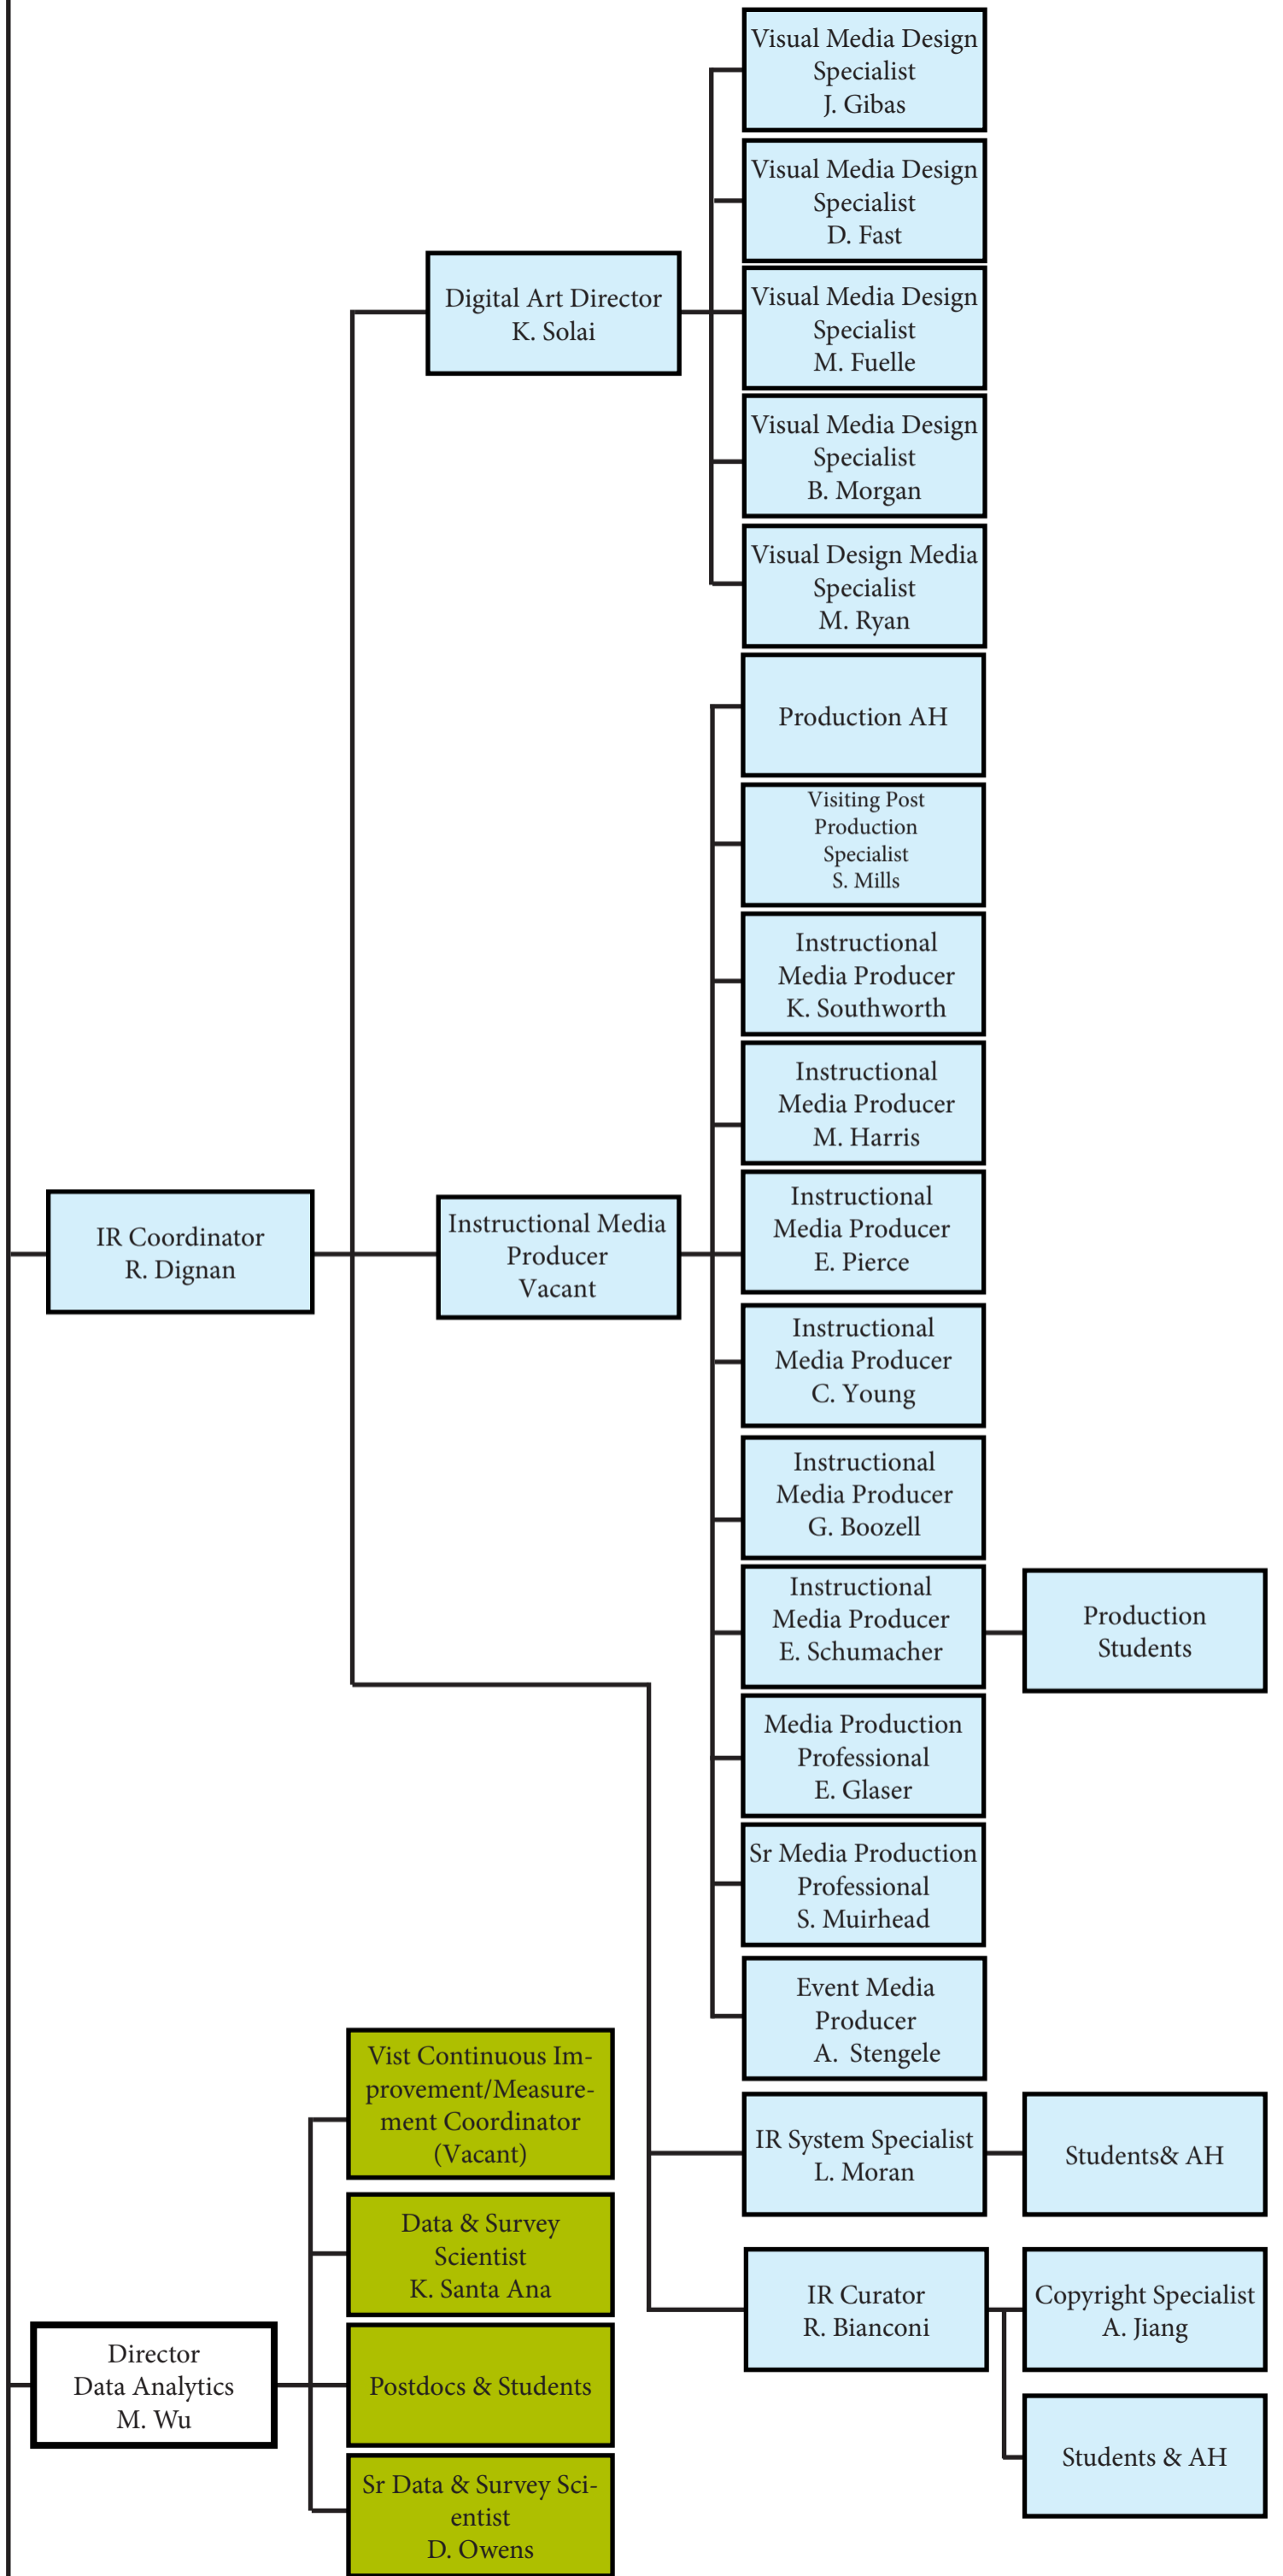 Visual Media Design
Specialist
J. Gibas
Visual Media Design
Specialist
D. Fast
Digital Art Director
K. Solai
Visual Media Design
Specialist
M. Fuelle
Visual Media Design
Specialist
B. Morgan
Visual Design Media
Specialist
M. Ryan
Production AH
Visiting Post
Production
Specialist
S. Mills
Instructional
Media Producer
K. Southworth
Instructional
Media Producer
M. Harris
IR Coordinator
R. Dignan
Instructional Media
Producer
Vacant
Instructional
Media Producer
E. Pierce
Instructional
Media Producer
C. Young
Instructional
Media Producer
G. Boozell
Instructional
Media Producer
E. Schumacher
Production
Students
Media Production
Professional
E. Glaser
Sr Media Production
Professional
S. Muirhead
Event Media
Producer
A. Stengele
IR System Specialist
L. Moran
Students& AH
IR Curator
R. Bianconi
Copyright Specialist
A. Jiang
Students & AH
Director
Data Analytics
M. Wu
Vist Continuous Im-
provement/Measure-
ment Coordinator
(Vacant)
Data & Survey
Scientist
K. Santa Ana
Postdocs & Students
Sr Data & Survey Sci-
entist
D. Owens